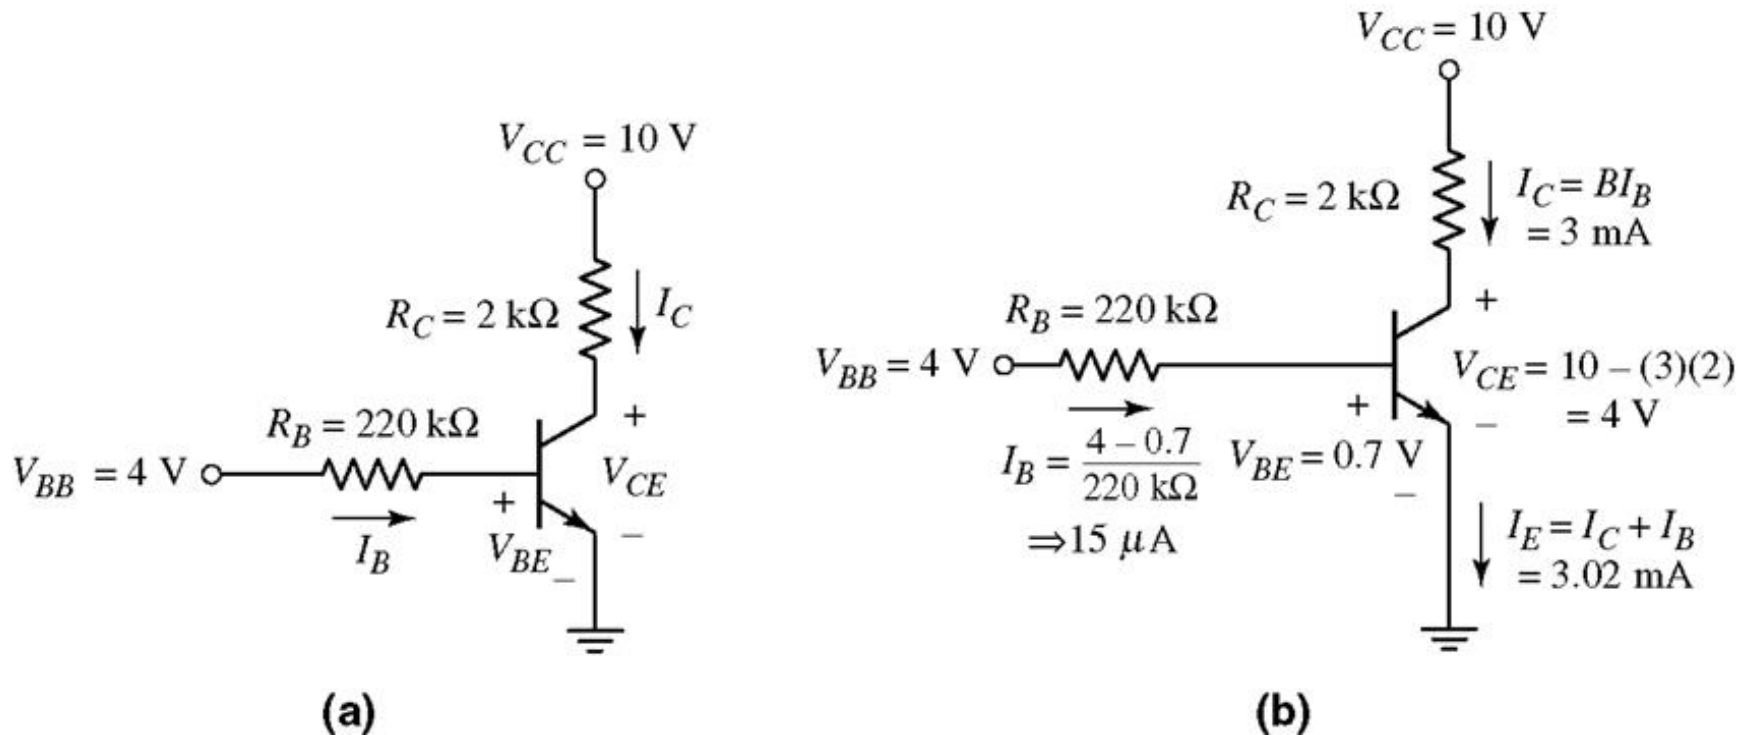 V_CC = 10 V
R_C = 2 kΩ
I_C
R_B = 220 kΩ
+
V_BB = 4 V
V_CE
+
–
I_B
V_BE
–
(a)
V_CC = 10 V
R_C = 2 kΩ
I_C = BI_B
= 3 mA
+
R_B = 220 kΩ
V_BB = 4 V
V_CE = 10 – (3)(2)
= 4 V
+
–
I_B = 4 – 0.7 / 220 kΩ
V_BE = 0.7 V
–
⇒15 μA
I_E = I_C + I_B
= 3.02 mA
(b)